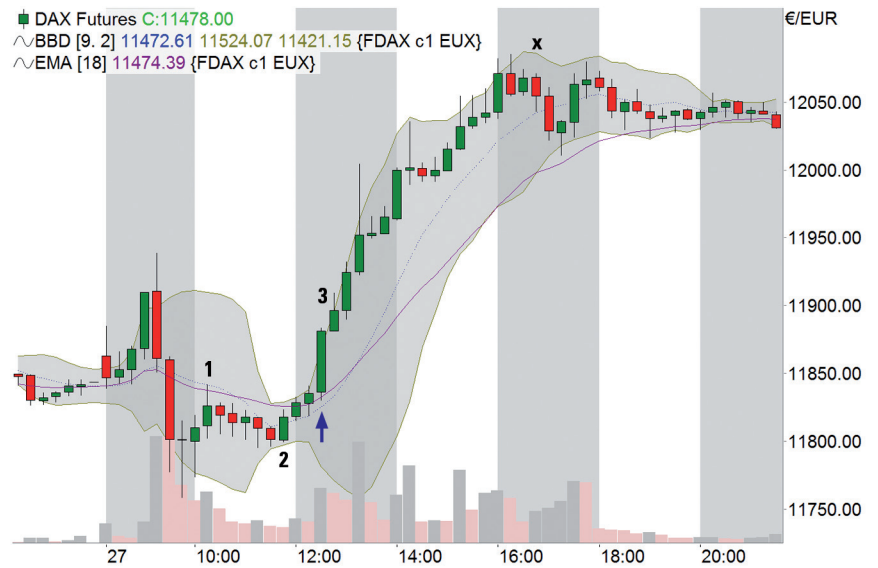 DAX Futures C:11478.00
€/EUR
BBD [9. 2] 11472.61 11524.07 11421.15 {FDAX c1 EUX}
EMA [18] 11474.39 {FDAX c1 EUX}
x
12050.00
12000.00
11950.00
3
11900.00
1
11850.00
2
11800.00
11750.00
27 10:00 12:00 14:00 16:00 18:00 20:00